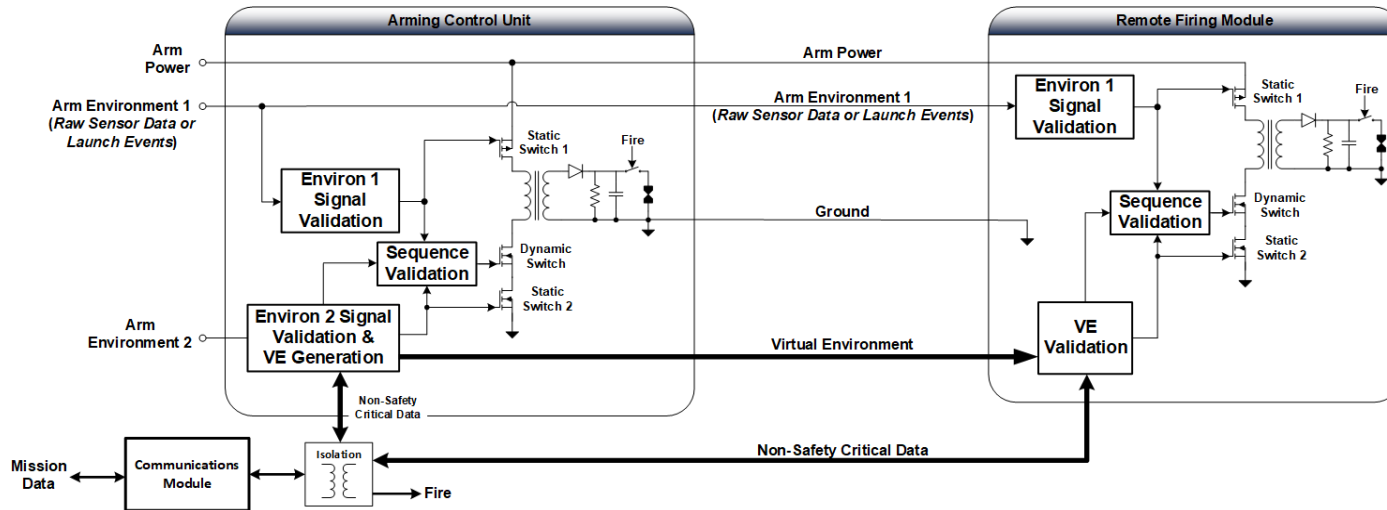 Arming Control Unit
Remote Firing Module
Arm
Power
Arm Power
Arm Environment 1
(Raw Sensor Data or
Launch Events)
Arm Environment 1
(Raw Sensor Data or Launch Events)
Environ 1
Signal
Validation
Static
Switch 1
Fire
Environ 1
Signal
Validation
Static
Switch 1
Fire
Sequence
Validation
Dynamic
Switch
Static
Switch 2
Ground
Sequence
Validation
Dynamic
Switch
Static
Switch 2
Arm
Environment 2
Environ 2 Signal
Validation &
VE Generation
Virtual Environment
VE
Validation
Non-Safety
Critical Data
Mission
Data
Communications
Module
Isolation
Non-Safety Critical Data
Fire